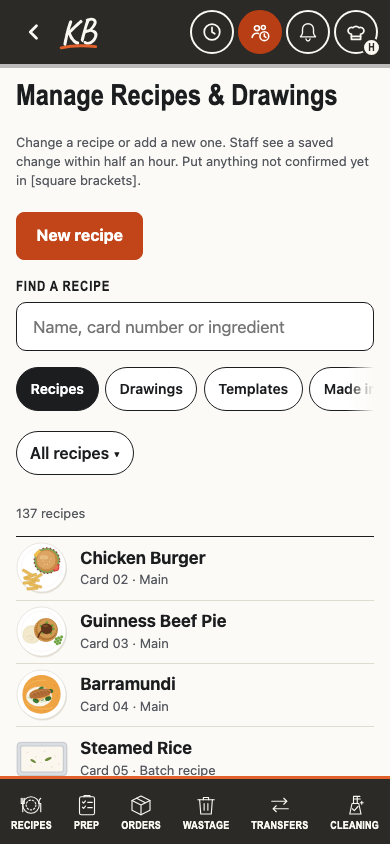 KB
H
Manage Recipes & Drawings
Change a recipe or add a new one. Staff see a saved
change within half an hour. Put anything not confirmed yet
in [square brackets].
New recipe
FIND A RECIPE
Name, card number or ingredient
Recipes
Drawings
Templates
Made
All recipes ▾
137 recipes
Chicken Burger
Card 02 · Main
Guinness Beef Pie
Card 03 · Main
Barramundi
Card 04 · Main
Steamed Rice
Card 05 · Batch recipe
RECIPES
PREP
ORDERS
WASTAGE
TRANSFERS
CLEANING